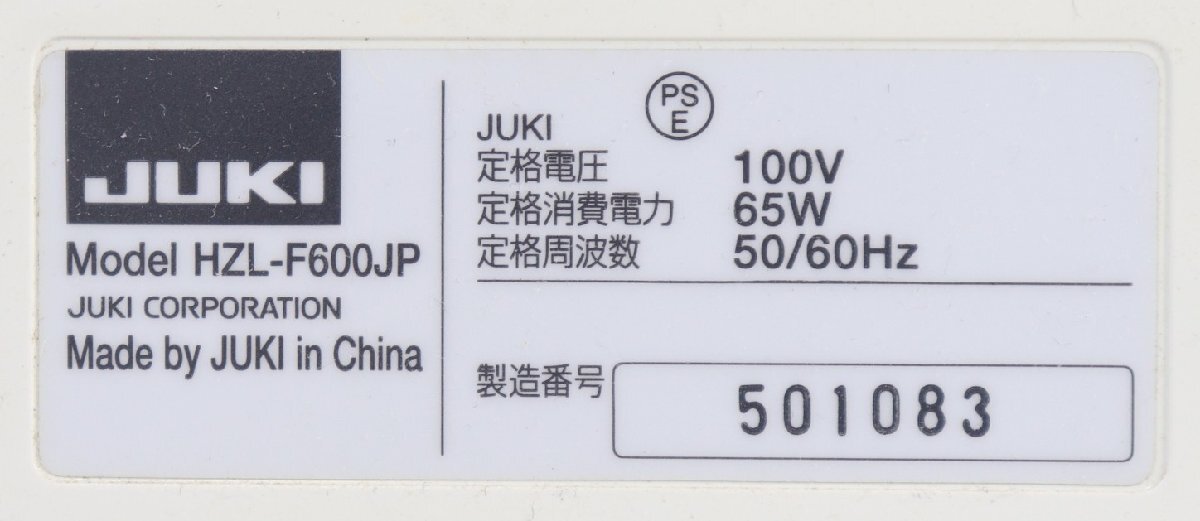 JUKI
Model HZL-F600JP
JUKI CORPORATION
Made by JUKI in China
PS
E
JUKI
定格電圧 100V
定格消費電力 65W
定格周波数 50/60Hz
製造番号 501083